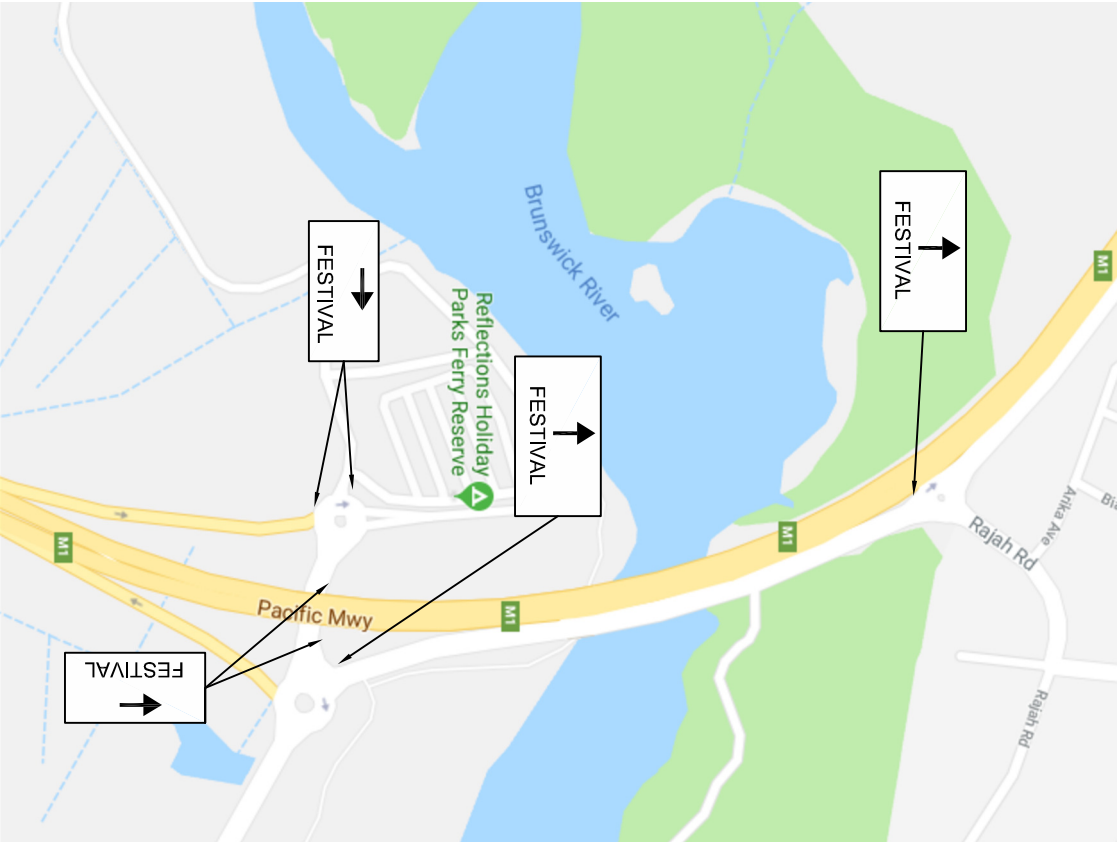 FESTIVAL
M1
FESTIVAL
Brunswick River
Reflections Holiday
Parks Ferry Reserve
FESTIVAL
Arika Ave
Rajah Rd
M1
M1
Pacific Mwy
M1
FESTIVAL
Rajah Rd